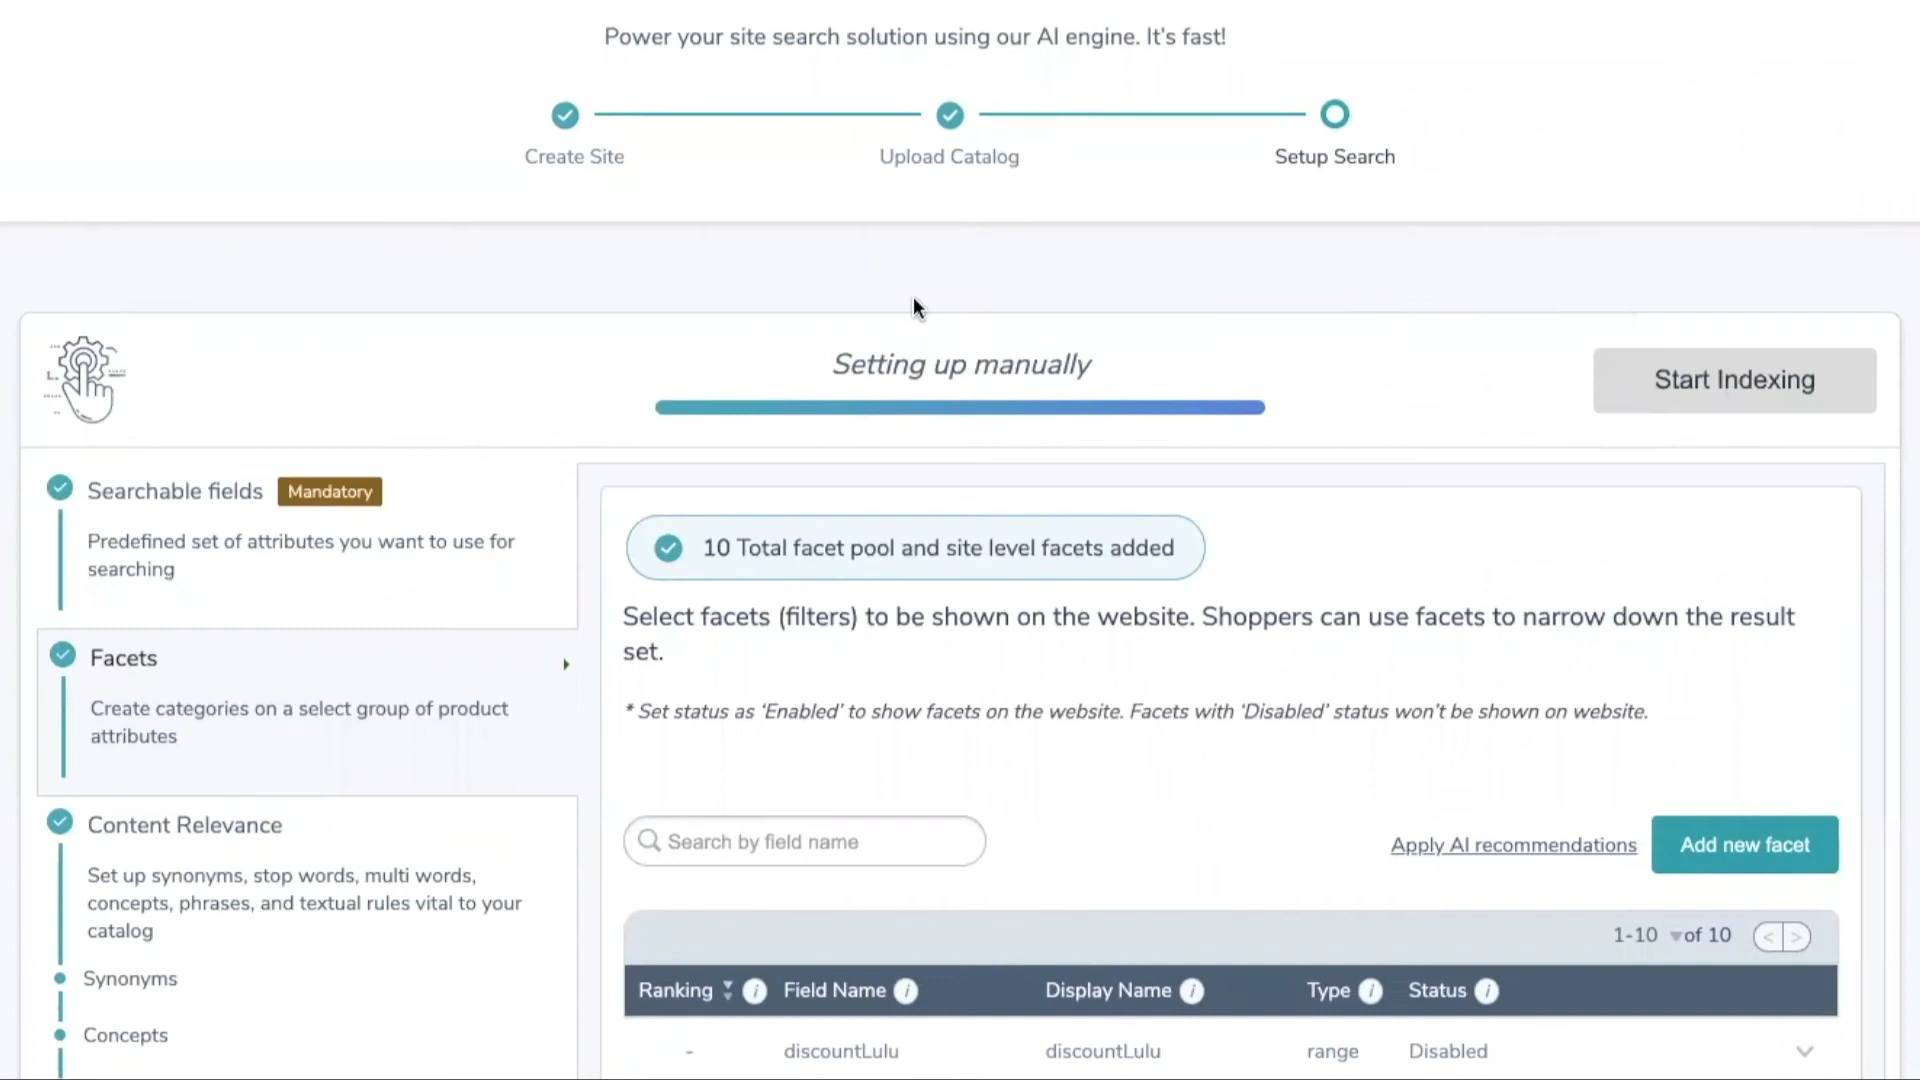 Power your site search solution using our AI engine. It's fast!
Create Site
Upload Catalog
Setup Search
Setting up manually
Start Indexing
Searchable fields
Mandatory
Predefined set of attributes you want to use for
searching
Facets
Create categories on a select group of product
attributes
Content Relevance
Set up synonyms, stop words, multi words,
concepts, phrases, and textual rules vital to your
catalog
Synonyms
Concepts
10 Total facet pool and site level facets added
Select facets (filters) to be shown on the website. Shoppers can use facets to narrow down the result
set.
* Set status as ‘Enabled’ to show facets on the website. Facets with ‘Disabled’ status won't be shown on website.
Search by field name
Apply AI recommendations
Add new facet
1-10 of 10 < >
Ranking i Field Name i Display Name i Type i Status i
- discountLulu discountLulu range Disabled